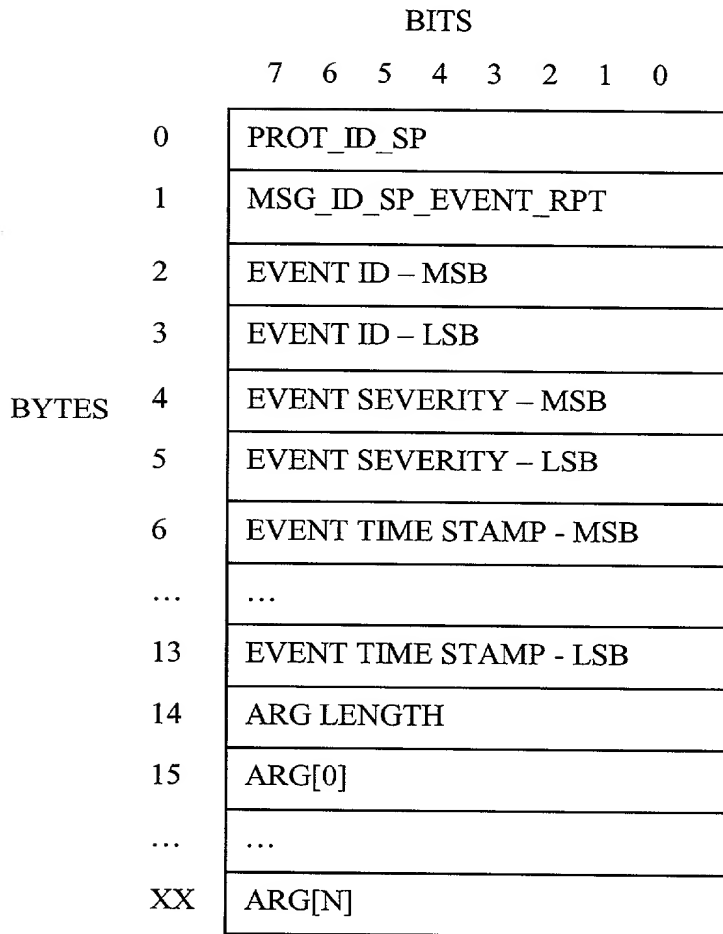 BITS
7 6 5 4 3 2 1 0
0 PROT_ID_SP
1 MSG_ID_SP_EVENT_RPT
2 EVENT ID – MSB
3 EVENT ID – LSB
BYTES 4 EVENT SEVERITY – MSB
5 EVENT SEVERITY – LSB
6 EVENT TIME STAMP - MSB
... ...
13 EVENT TIME STAMP - LSB
14 ARG LENGTH
15 ARG[0]
... ...
XX ARG[N]